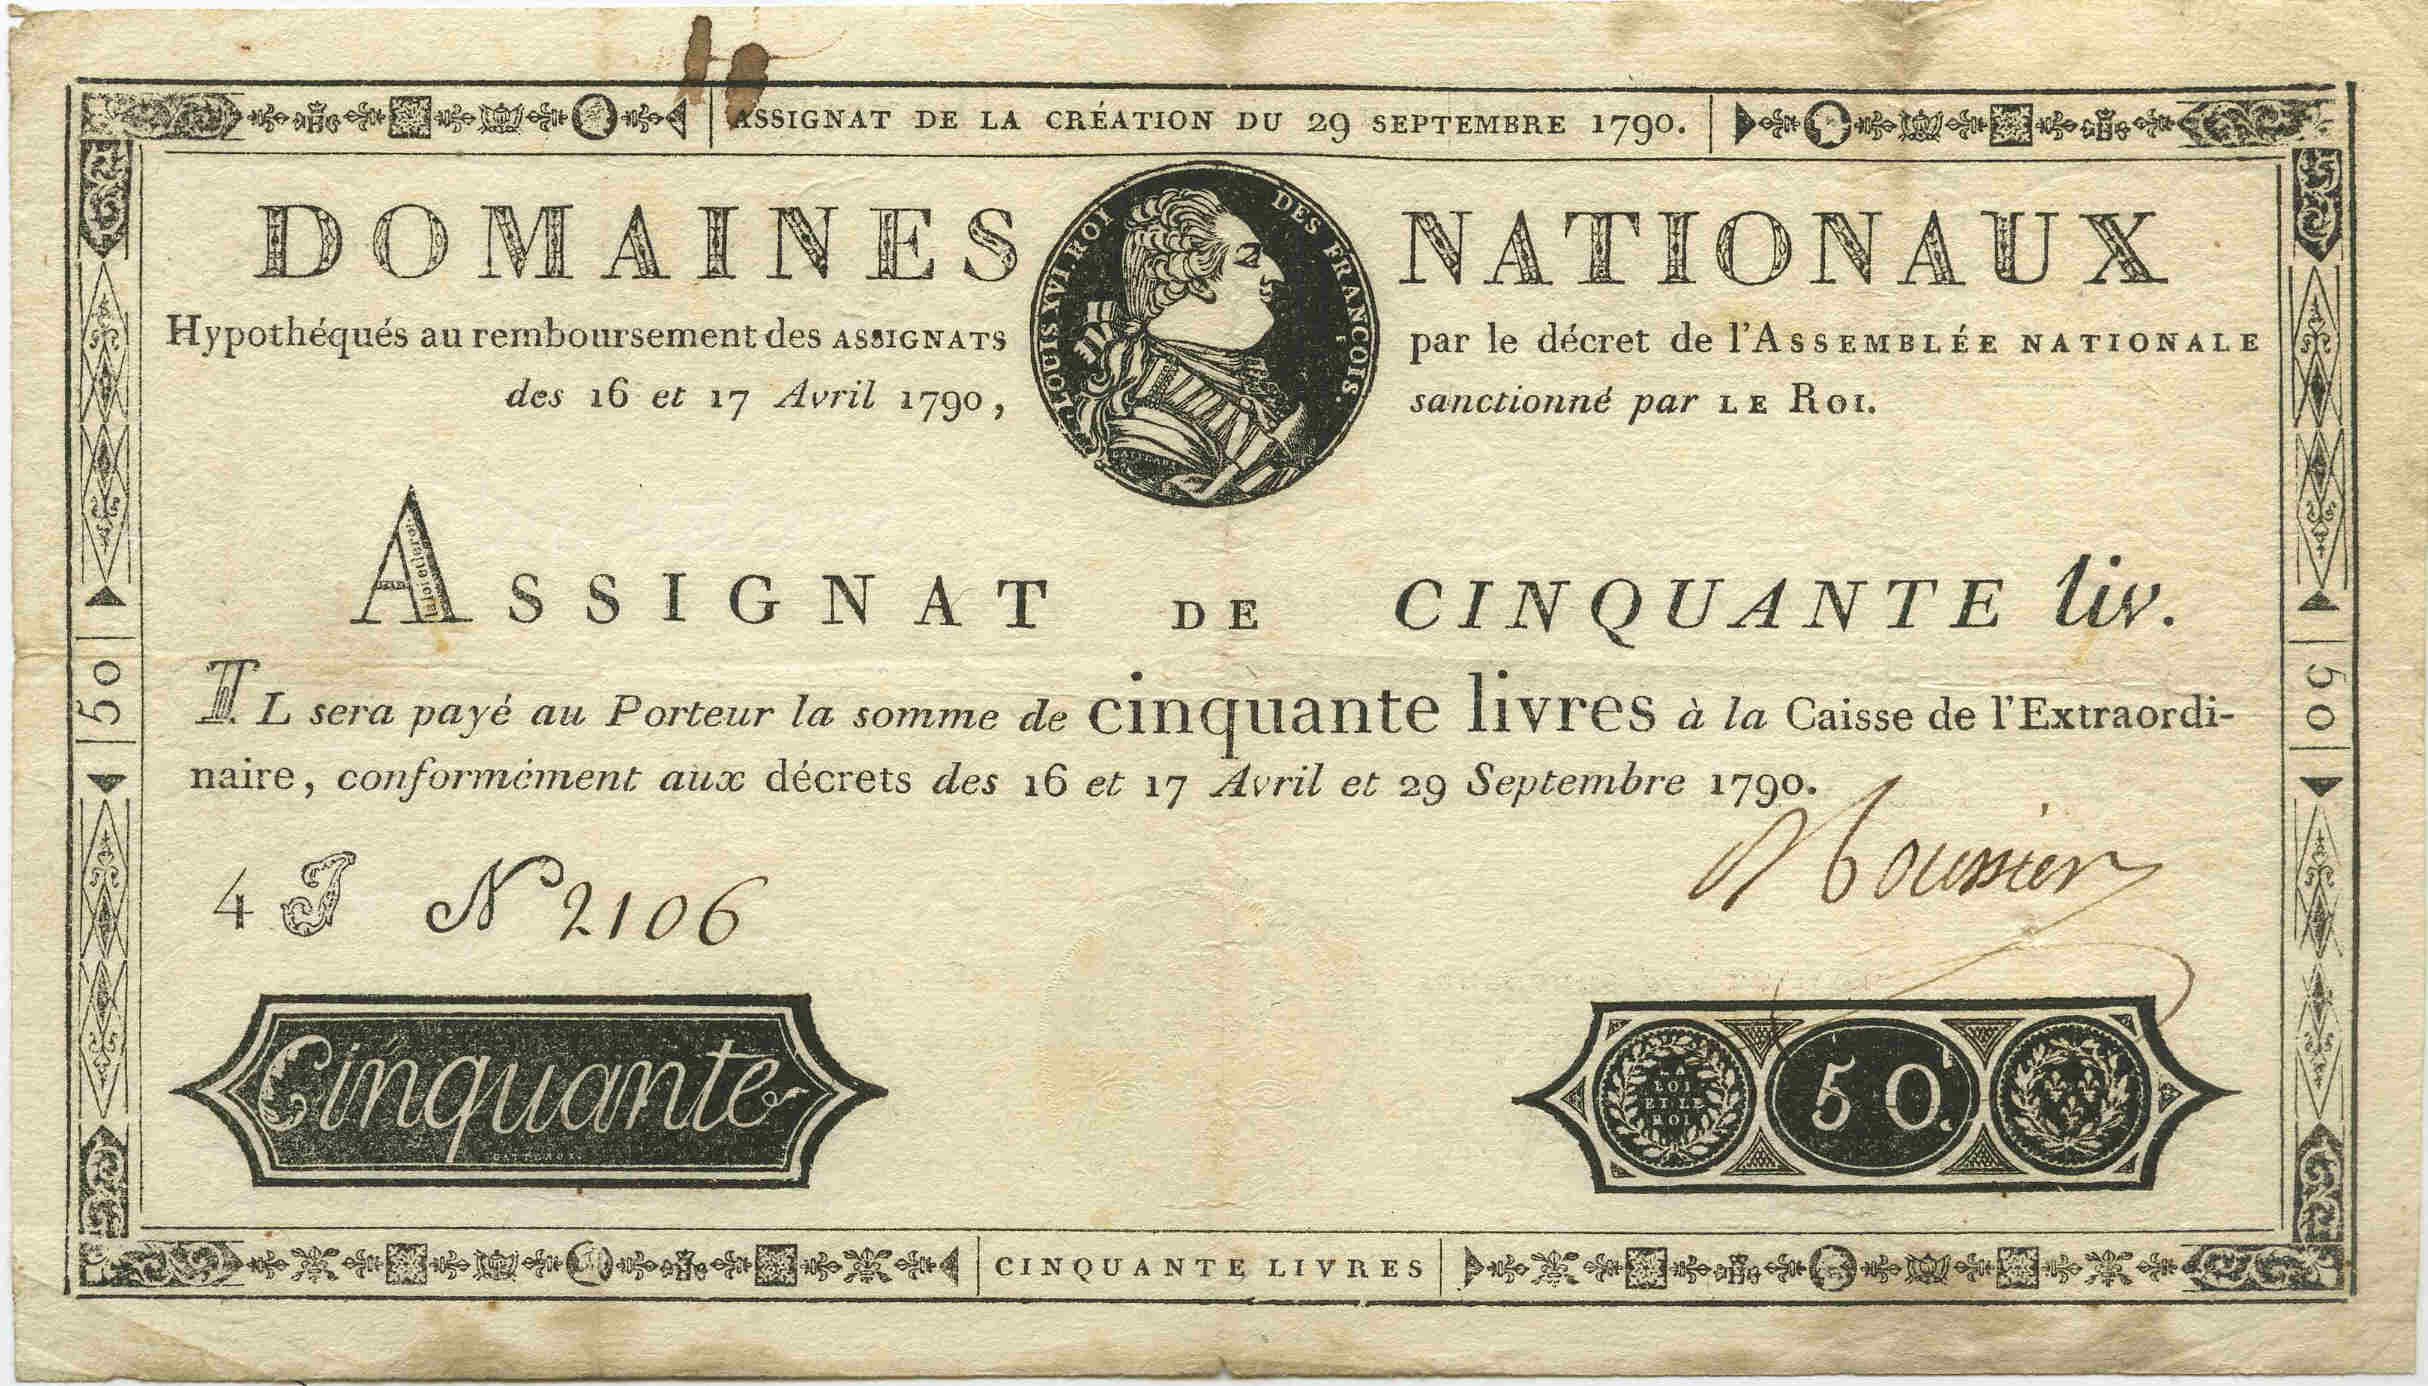 ASSIGNAT DE LA CRÉATION DU 29 SEPTEMBRE 1790.
DOMAINES NATIONAUX
LOUIS XVI. ROI DES FRANÇOIS.
Hypothéqués au remboursement des ASSIGNATS par le décret de l'ASSEMBLÉE NATIONALE
des 16 et 17 Avril 1790, sanctionné par LE ROI.
ASSIGNAT DE CINQUANTE liv.
IL sera payé au Porteur la somme de cinquante livres à la Caisse de l'Extraordi-
naire, conformément aux décrets des 16 et 17 Avril et 29 Septembre 1790.
50
50
4 J No 2106
Cinquante
LA
LOI
ET LE
ROI
50.
CINQUANTE LIVRES